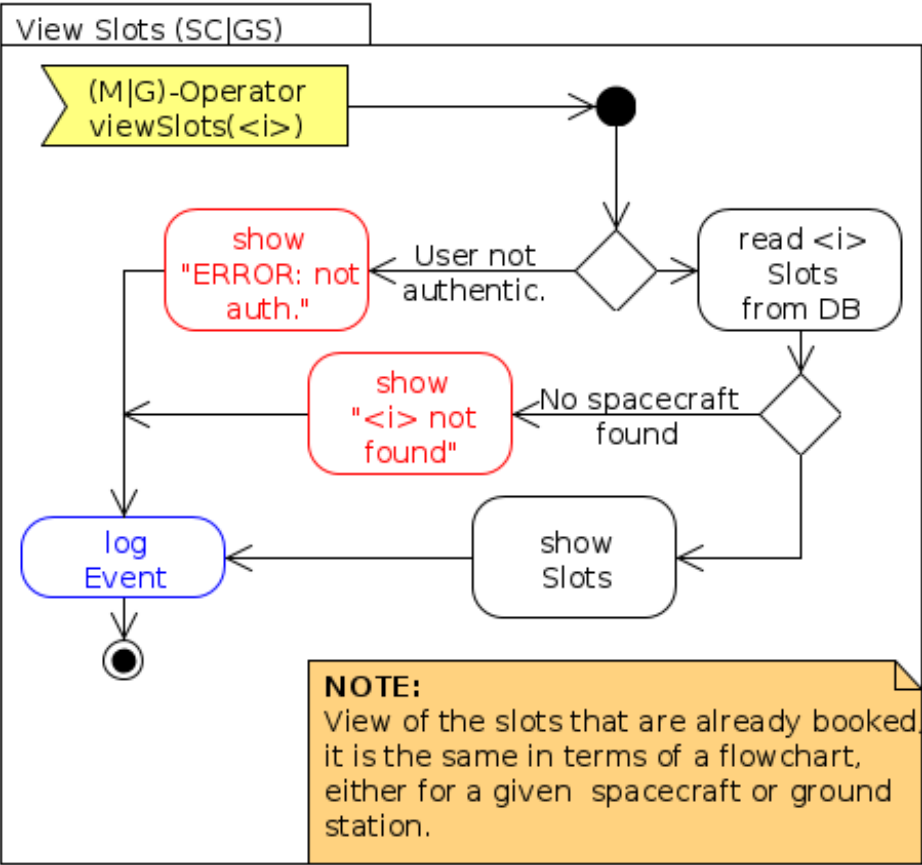 View Slots (SC|GS)
(M|G)-Operator
viewSlots(<i>)
show
"ERROR: not
auth."
User not
authentic.
read <i>
Slots
from DB
show
"<i> not
found"
No spacecraft
found
log
Event
show
Slots
NOTE:
View of the slots that are already booked,
it is the same in terms of a flowchart,
either for a given  spacecraft or ground
station.